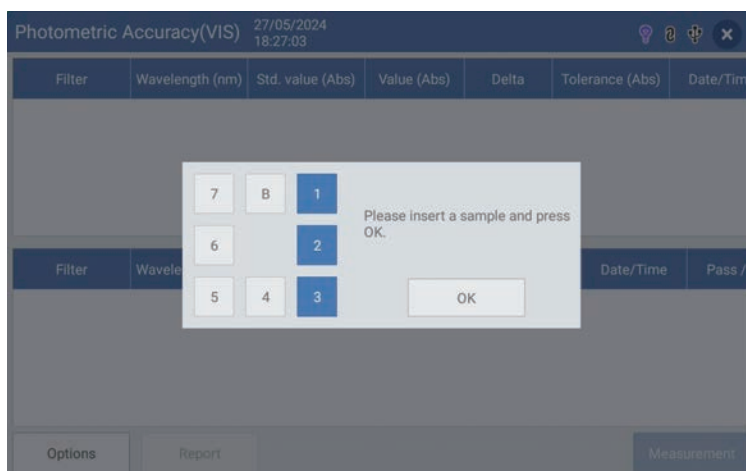 Photometric Accuracy(VIS)
27/05/2024
18:27:03
Filter Wavelength (nm) Std. value (Abs) Value (Abs) Delta Tolerance (Abs) Date/Tim
7 B 1
6 2
5 4 3
Please insert a sample and press
OK.
OK
Filter Wavele Date/Time Pass /
Options Report Measurement